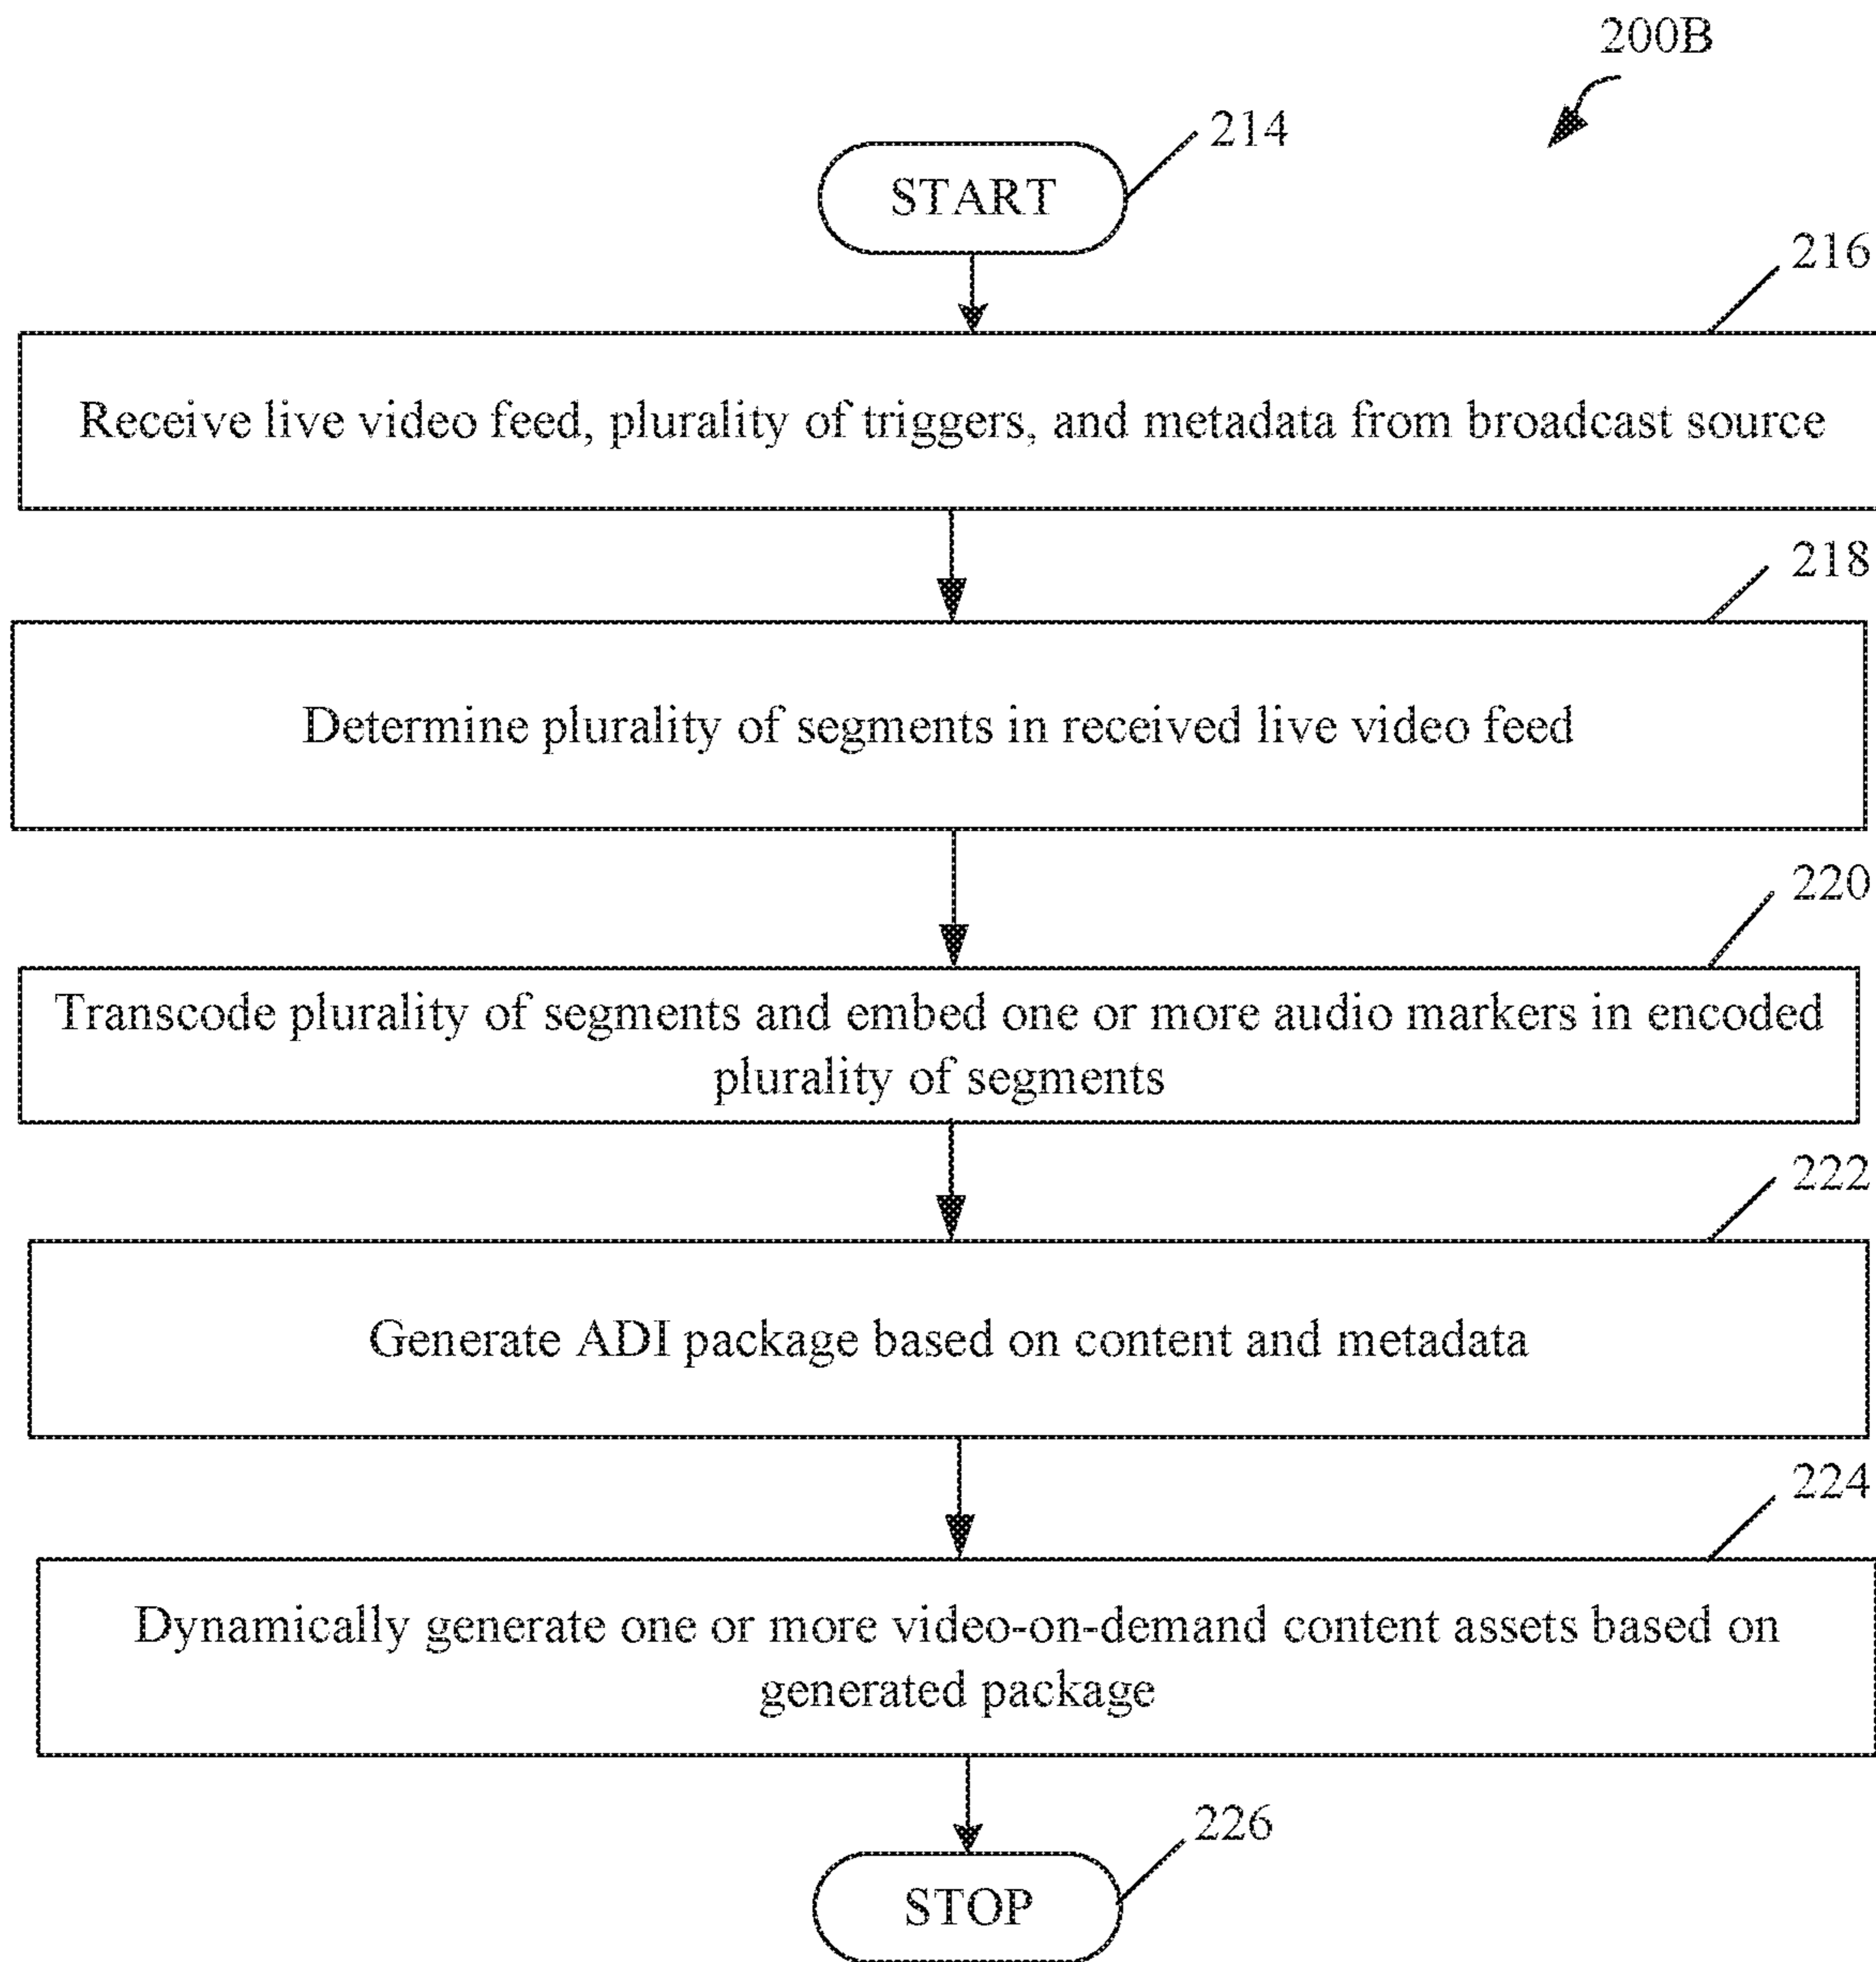 200B
214
START
216
Receive live video feed, plurality of triggers, and metadata from broadcast source
218
Determine plurality of segments in received live video feed
220
Transcode plurality of segments and embed one or more audio markers in encoded
plurality of segments
222
Generate ADI package based on content and metadata
224
Dynamically generate one or more video-on-demand content assets based on
generated package
226
STOP